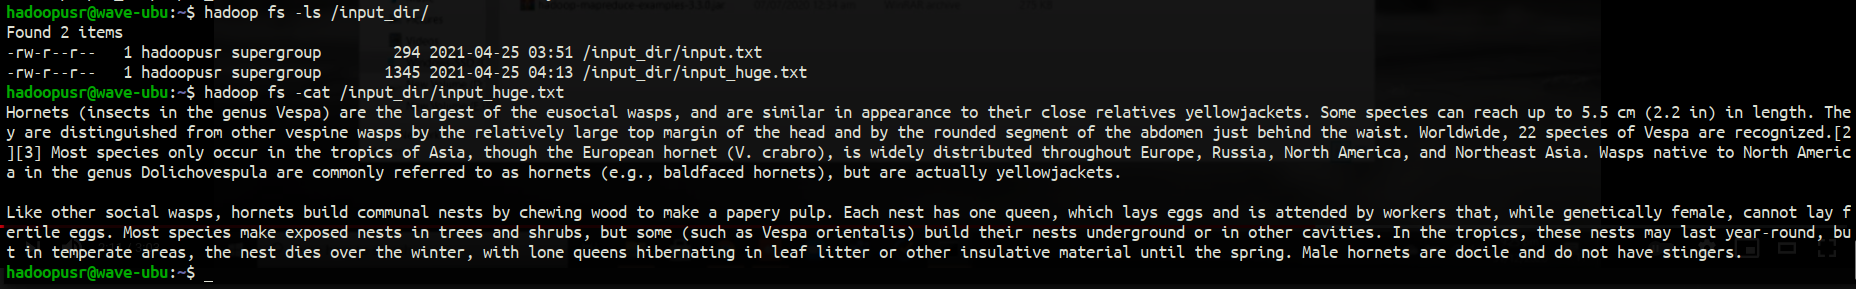 hadoopusr@wave-ubu:~$ hadoop fs -ls /input_dir/
Found 2 items
-rw-r--r--   1 hadoopusr supergroup        294 2021-04-25 03:51 /input_dir/input.txt
-rw-r--r--   1 hadoopusr supergroup       1345 2021-04-25 04:13 /input_dir/input_huge.txt
hadoopusr@wave-ubu:~$ hadoop fs -cat /input_dir/input_huge.txt
Hornets (insects in the genus Vespa) are the largest of the eusocial wasps, and are similar in appearance to their close relatives yellowjackets. Some species can reach up to 5.5 cm (2.2 in) in length. The
y are distinguished from other vespine wasps by the relatively large top margin of the head and by the rounded segment of the abdomen just behind the waist. Worldwide, 22 species of Vespa are recognized.[2
][3] Most species only occur in the tropics of Asia, though the European hornet (V. crabro), is widely distributed throughout Europe, Russia, North America, and Northeast Asia. Wasps native to North Americ
a in the genus Dolichovespula are commonly referred to as hornets (e.g., baldfaced hornets), but are actually yellowjackets.

Like other social wasps, hornets build communal nests by chewing wood to make a papery pulp. Each nest has one queen, which lays eggs and is attended by workers that, while genetically female, cannot lay f
ertile eggs. Most species make exposed nests in trees and shrubs, but some (such as Vespa orientalis) build their nests underground or in other cavities. In the tropics, these nests may last year-round, bu
t in temperate areas, the nest dies over the winter, with lone queens hibernating in leaf litter or other insulative material until the spring. Male hornets are docile and do not have stingers.
hadoopusr@wave-ubu:~$ _